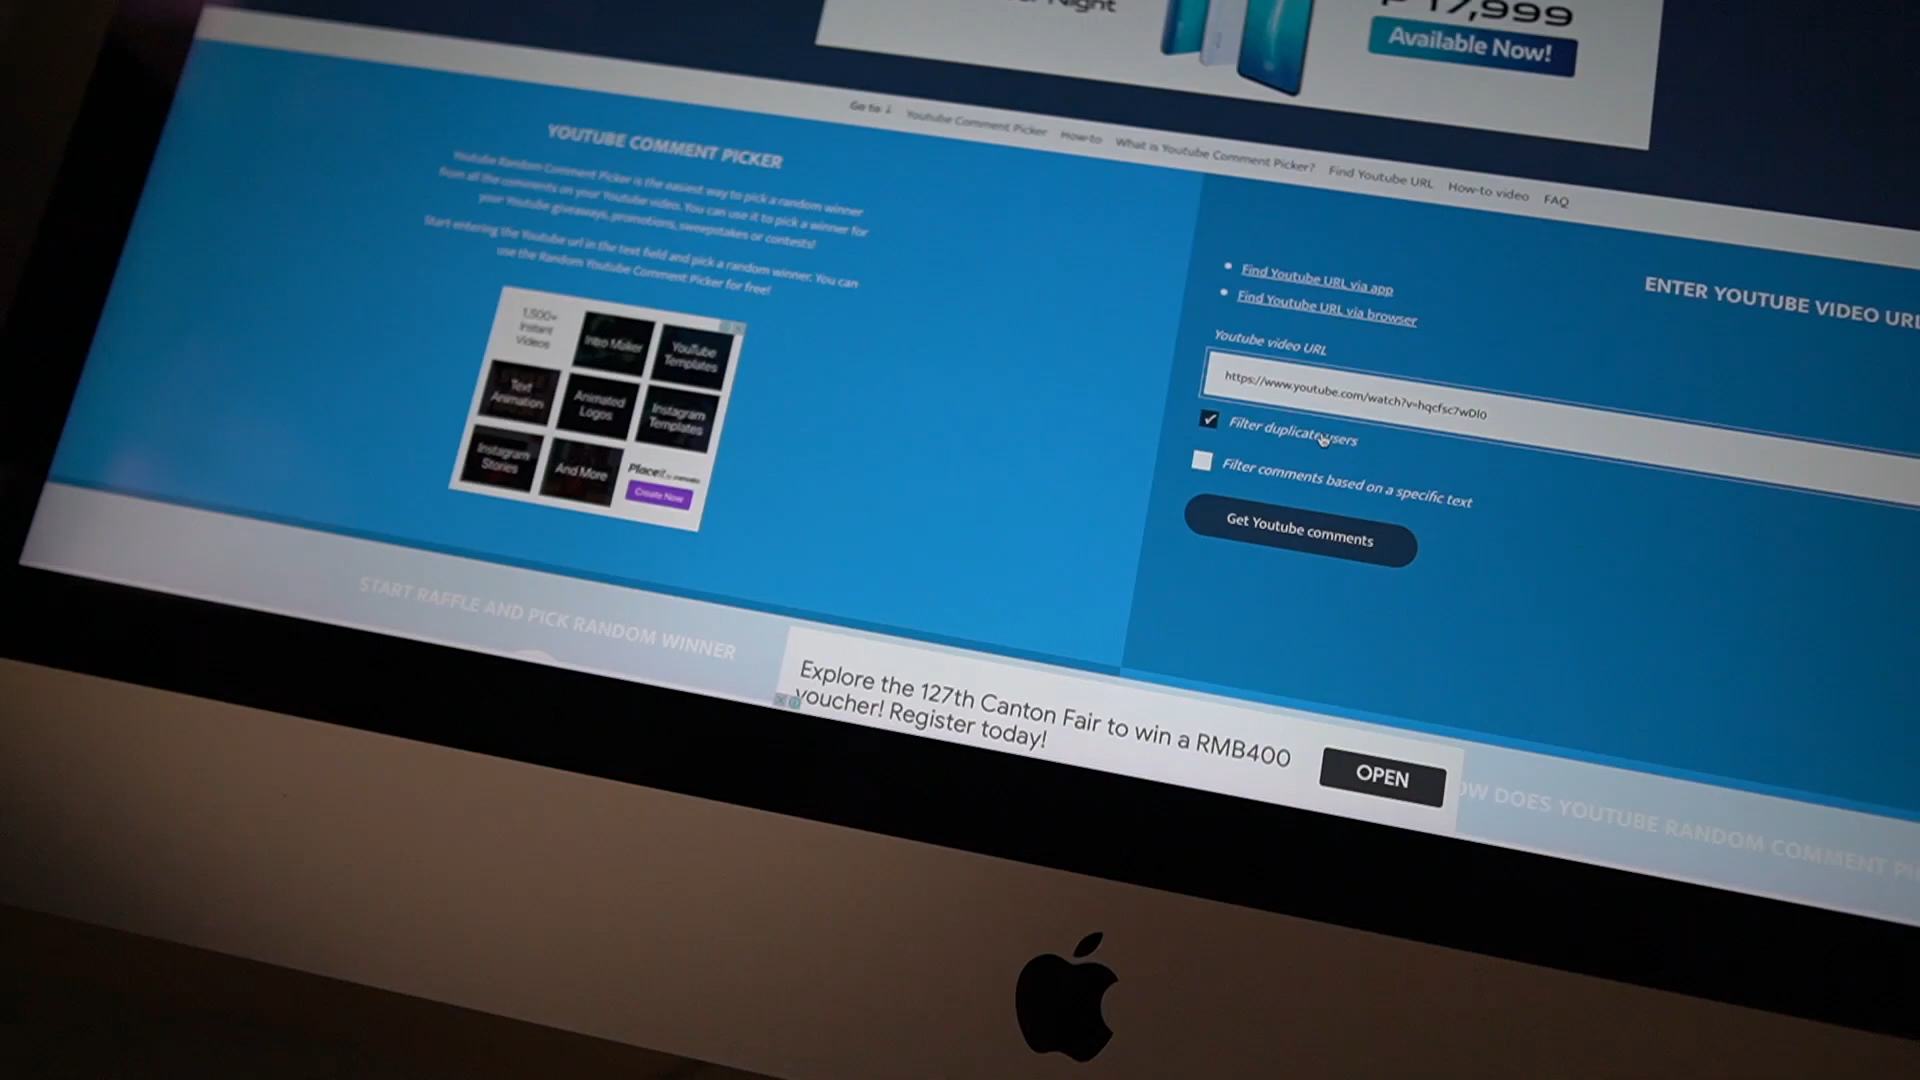 Night
17,999
Available Now!
Go to ↓ Youtube Comment Picker How-to What is Youtube Comment Picker? Find Youtube URL How-to video FAQ
YOUTUBE COMMENT PICKER
Youtube Random Comment Picker is the easiest way to pick a random winner
from all the comments on your Youtube video. You can use it to pick a winner for
your Youtube giveaways, promotions, sweepstakes or contests!
Start entering the Youtube url in the text field and pick a random winner. You can
use the Random Youtube Comment Picker for free!
1,500+
Instant
Videos
Intro Maker
YouTube
Templates
Text
Animation
Animated
Logos
Instagram
Templates
Instagram
Stories
And More
Placeit
Create Now
ENTER YOUTUBE VIDEO URL
Find Youtube URL via app
Find Youtube URL via browser
Youtube video URL
https://www.youtube.com/watch?v=hqcfsc7wDl0
Filter duplicate users
Filter comments based on a specific text
Get Youtube comments
START RAFFLE AND PICK RANDOM WINNER
Explore the 127th Canton Fair to win a RMB400
voucher! Register today!
OPEN
OW DOES YOUTUBE RANDOM COMMENT PI